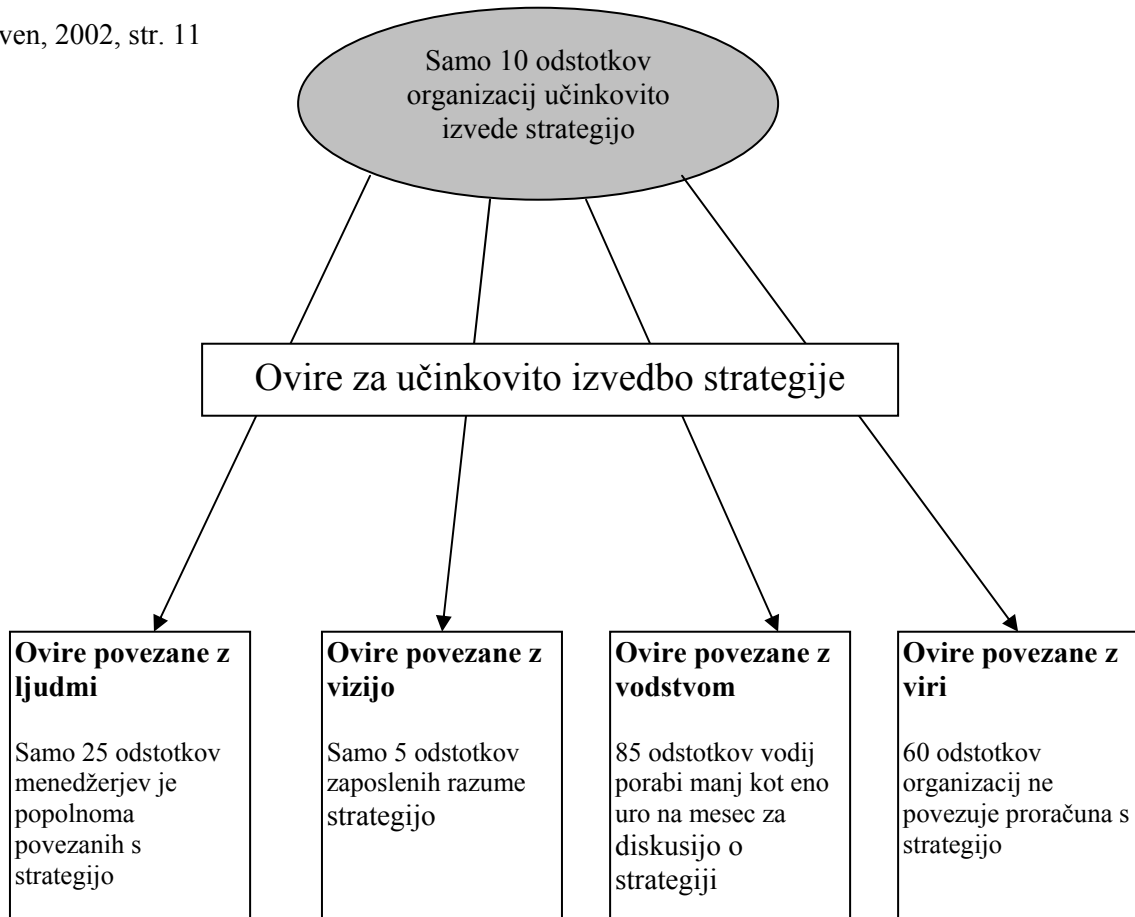 ven, 2002, str. 11
Samo 10 odstotkov
organizacij učinkovito
izvede strategijo
Ovire za učinkovito izvedbo strategije
Ovire povezane z
ljudmi
Samo 25 odstotkov
menedžerjev je
popolnoma
povezanih s
strategijo
Ovire povezane z
vizijo
Samo 5 odstotkov
zaposlenih razume
strategijo
Ovire povezane z
vodstvom
85 odstotkov vodij
porabi manj kot eno
uro na mesec za
diskusijo o
strategiji
Ovire povezane z
viri
60 odstotkov
organizacij ne
povezuje proračuna s
strategijo